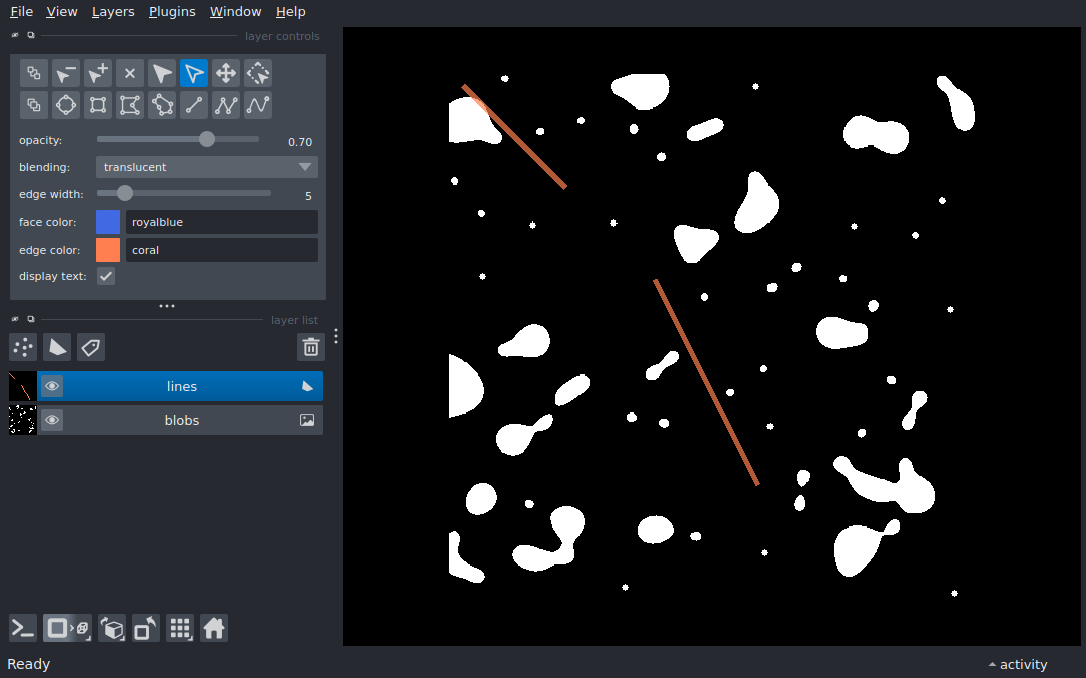 File View Layers Plugins Window Help
layer controls
opacity: 0.70
blending: translucent
edge width: 5
face color: royalblue
edge color: coral
display text:
layer list
lines
blobs
Ready
activity